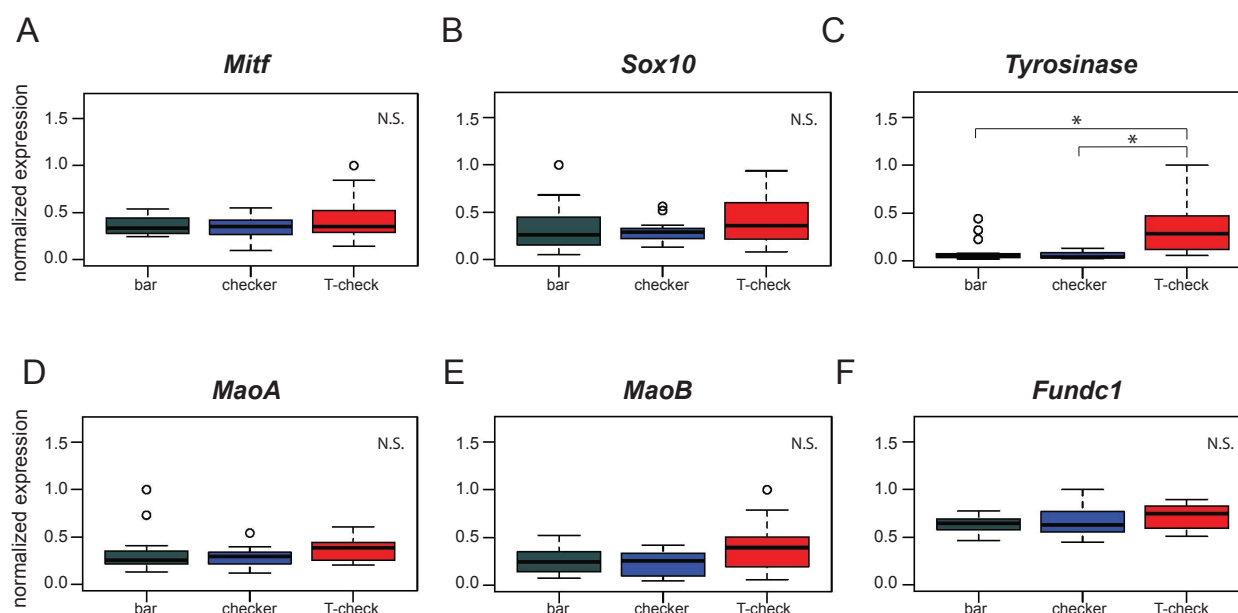 A
Mitf
normalized expression
1.5
1.0
0.5
0.0
N.S.
bar checker T-check
B
Sox10
1.5
1.0
0.5
0.0
N.S.
bar checker T-check
C
Tyrosinase
1.5
1.0
0.5
0.0
*
*
bar checker T-check
D
MaoA
normalized expression
1.5
1.0
0.5
0.0
N.S.
bar checker T-check
E
MaoB
1.5
1.0
0.5
0.0
N.S.
bar checker T-check
F
Fundc1
1.5
1.0
0.5
0.0
N.S.
bar checker T-check